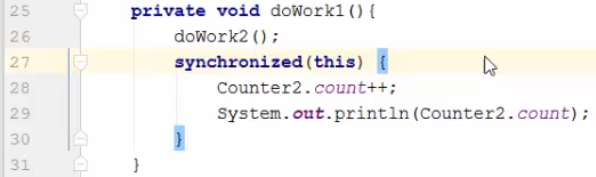 25 private void doWork1(){
26 doWork2();
27 synchronized(this) {
28 Counter2.count++;
29 System.out.println(Counter2.count);
30 }
31 }